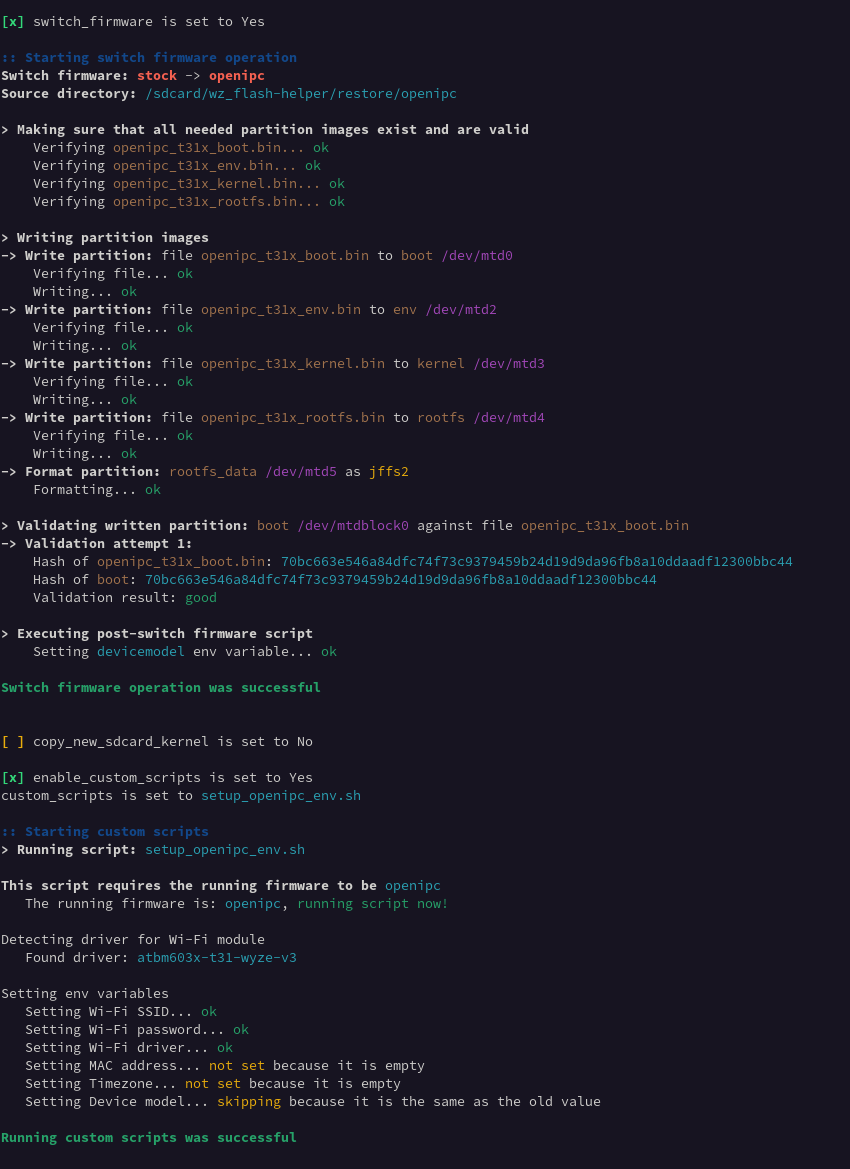 [x] switch_firmware is set to Yes
:: Starting switch firmware operation
Switch firmware: stock -> openipc
Source directory: /sdcard/wz_flash-helper/restore/openipc
> Making sure that all needed partition images exist and are valid
Verifying openipc_t31x_boot.bin... ok
Verifying openipc_t31x_env.bin... ok
Verifying openipc_t31x_kernel.bin... ok
Verifying openipc_t31x_rootfs.bin... ok
> Writing partition images
-> Write partition: file openipc_t31x_boot.bin to boot /dev/mtd0
Verifying file... ok
Writing... ok
-> Write partition: file openipc_t31x_env.bin to env /dev/mtd2
Verifying file... ok
Writing... ok
-> Write partition: file openipc_t31x_kernel.bin to kernel /dev/mtd3
Verifying file... ok
Writing... ok
-> Write partition: file openipc_t31x_rootfs.bin to rootfs /dev/mtd4
Verifying file... ok
Writing... ok
-> Format partition: rootfs_data /dev/mtd5 as jffs2
Formatting... ok
> Validating written partition: boot /dev/mtdblock0 against file openipc_t31x_boot.bin
-> Validation attempt 1:
Hash of openipc_t31x_boot.bin: 70bc663e546a84dfc74f73c9379459b24d19d9da96fb8a10ddaadf12300bbc44
Hash of boot: 70bc663e546a84dfc74f73c9379459b24d19d9da96fb8a10ddaadf12300bbc44
Validation result: good
> Executing post-switch firmware script
Setting devicemodel env variable... ok
Switch firmware operation was successful
[ ] copy_new_sdcard_kernel is set to No
[x] enable_custom_scripts is set to Yes
custom_scripts is set to setup_openipc_env.sh
:: Starting custom scripts
> Running script: setup_openipc_env.sh
This script requires the running firmware to be openipc
The running firmware is: openipc, running script now!
Detecting driver for Wi-Fi module
Found driver: atbm603x-t31-wyze-v3
Setting env variables
Setting Wi-Fi SSID... ok
Setting Wi-Fi password... ok
Setting Wi-Fi driver... ok
Setting MAC address... not set because it is empty
Setting Timezone... not set because it is empty
Setting Device model... skipping because it is the same as the old value
Running custom scripts was successful